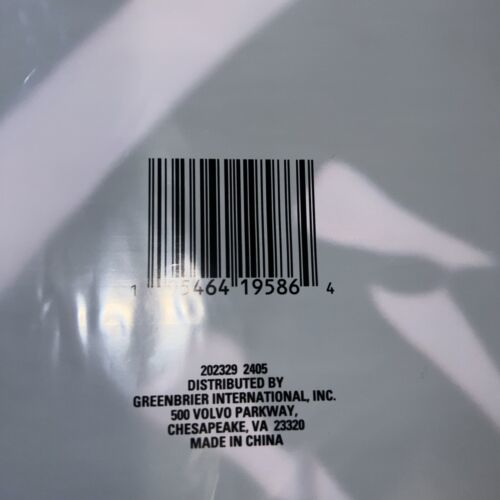 1 95464 19586 4
202329 2405
DISTRIBUTED BY
GREENBRIER INTERNATIONAL, INC.
500 VOLVO PARKWAY,
CHESAPEAKE, VA 23320
MADE IN CHINA